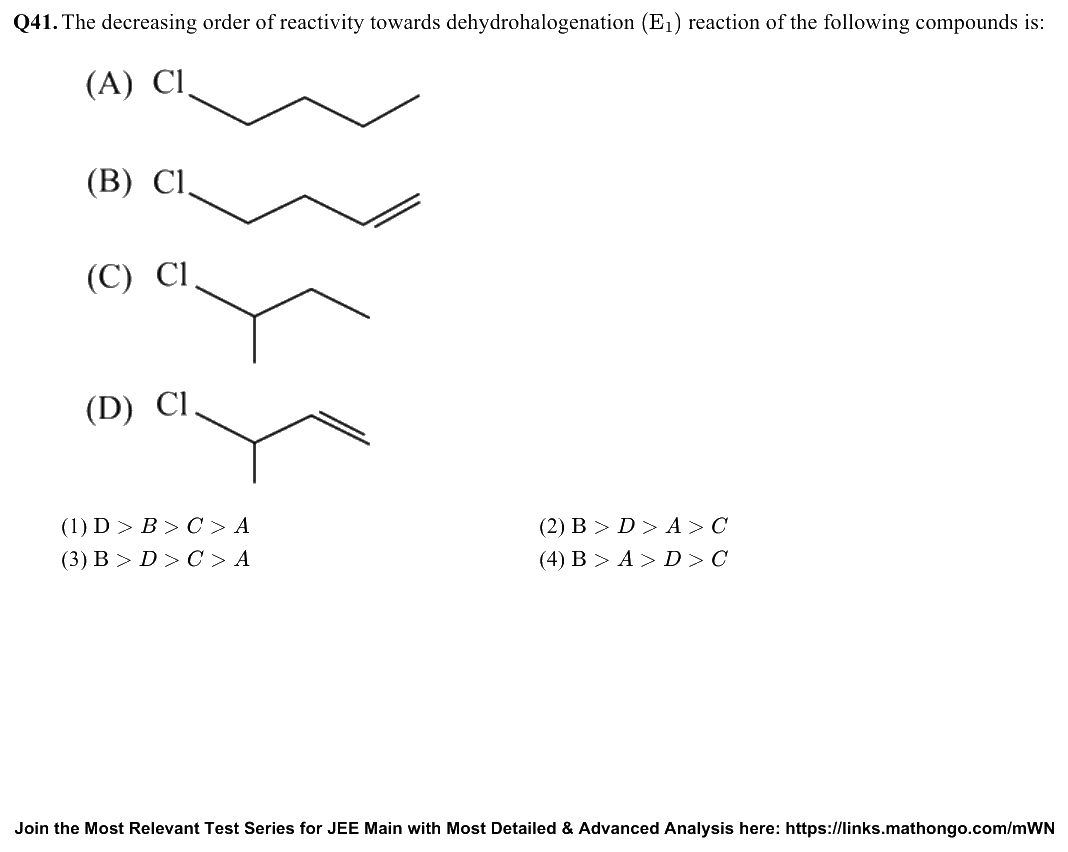 Q41. The decreasing order of reactivity towards dehydrohalogenation (E₁) reaction of the following compounds is:
(A) Cl
(B) Cl
(C) Cl
(D) Cl
(1) D > B > C > A (2) B > D > A > C
(3) B > D > C > A (4) B > A > D > C
Join the Most Relevant Test Series for JEE Main with Most Detailed & Advanced Analysis here: https://links.mathongo.com/mWN